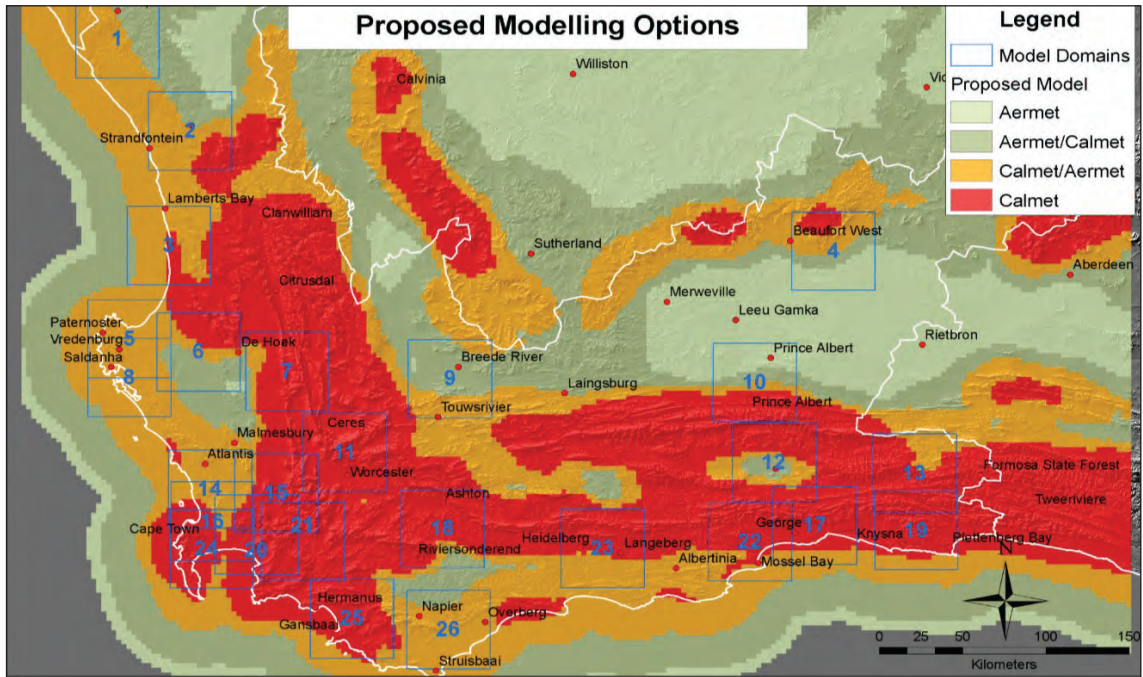 Proposed Modelling Options
Legend
Model Domains
Proposed Model
Aermet
Aermet/Calmet
Calmet/Aermet
Calmet
1
Calvinia
Williston
2
Strandfontein
Lamberts Bay
Clanwilliam
3
Sutherland
Beaufort West
4
Aberdeen
Citrusdal
Merweville
Leeu Gamka
Paternoster
Vredenburg
5
Saldanha
8
6
De Hoek
7
Breede River
9
Prince Albert
10
Rietbron
Laingsburg
Prince Albert
Touwsrivier
Ceres
11
Malmesbury
Atlantis
Worcester
12
13
Formosa State Forest
14
15
Ashton
Tweeriviere
Cape Town
16
21
18
Heidelberg
23
Langeberg
George
17
22
Knysna
19
Plettenberg Bay
24
20
Riviersonderend
Albertinia
Mossel Bay
N
Hermanus
25
Gansbaai
Napier
26
Overberg
Struisbaai
0 25 50 100 150
Kilometers